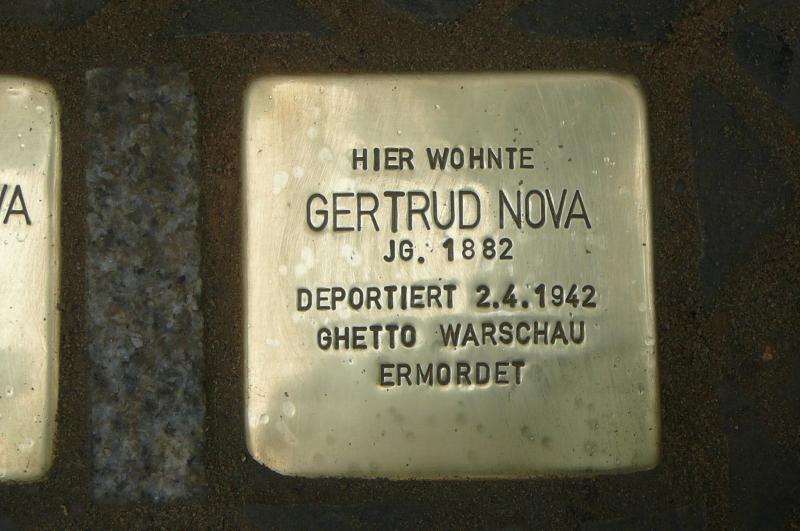 HIER WOHNTE
GERTRUD NOVA
JG. 1882
DEPORTIERT 2.4.1942
GHETTO WARSCHAU
ERMORDET